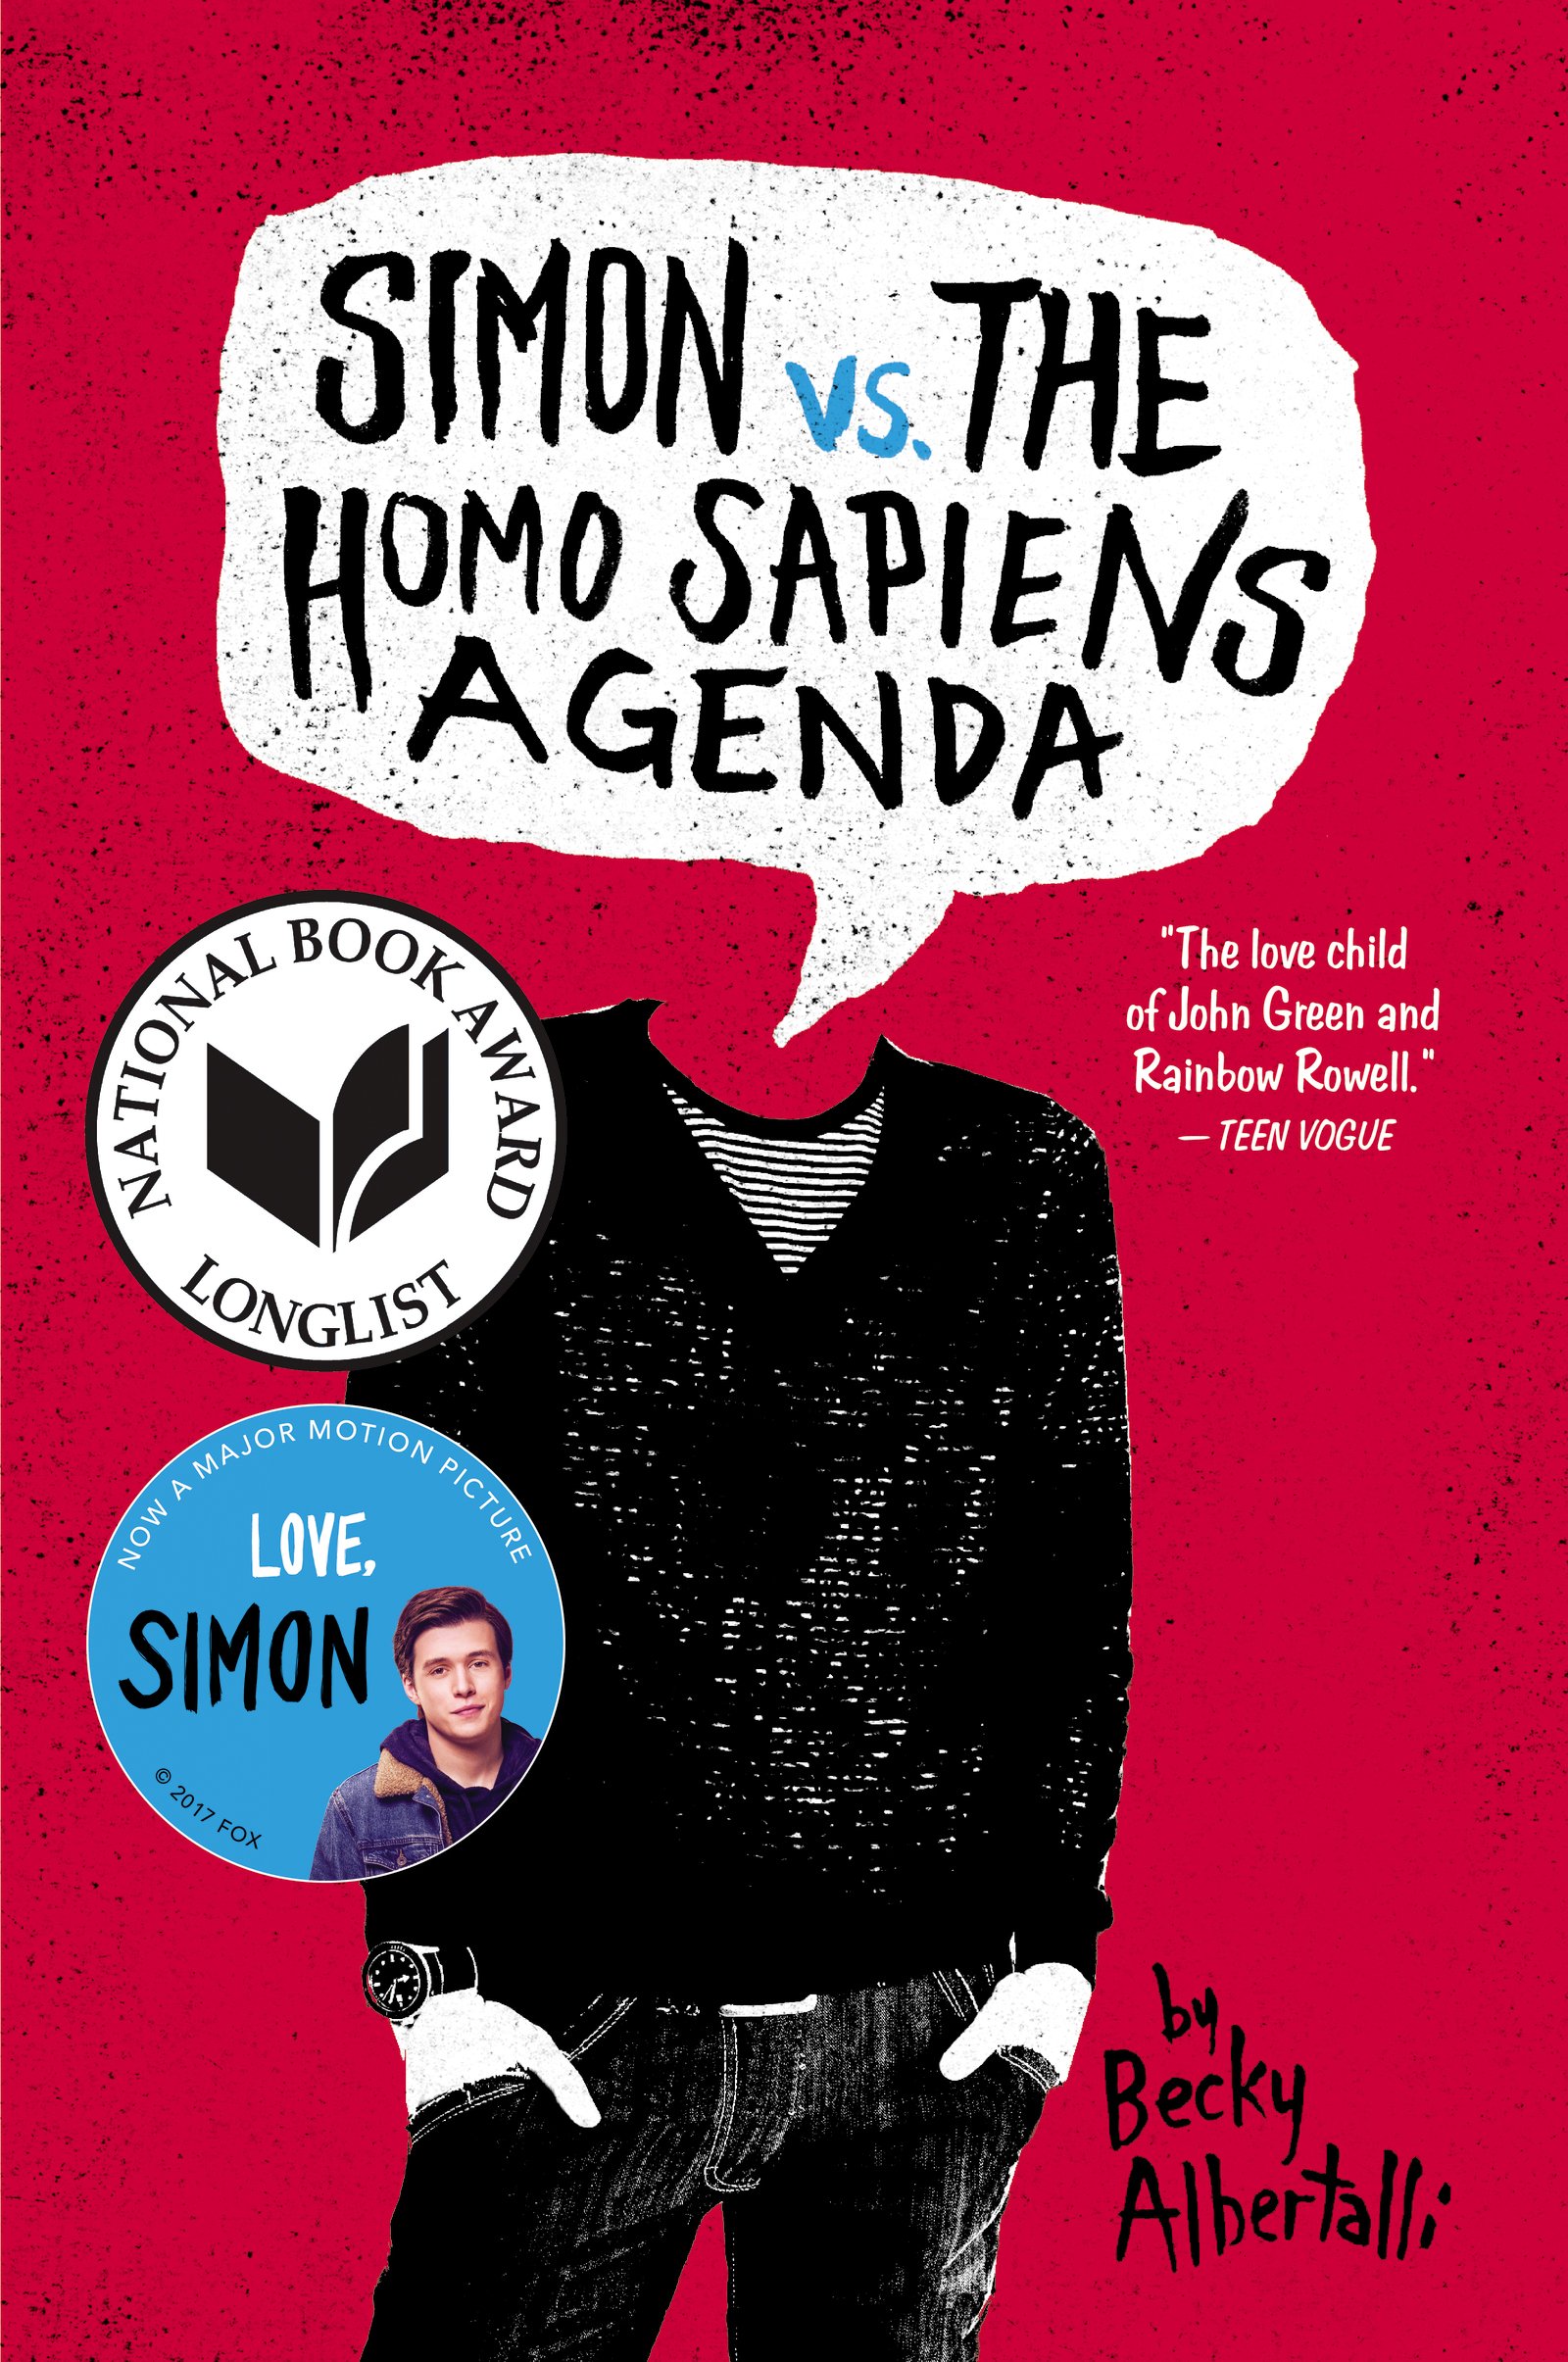 SIMON vs. THE
HOMO SAPIENS
AGENDA
"The love child
of John Green and
Rainbow Rowell."
— TEEN VOGUE
NATIONAL BOOK AWARD
LONGLIST
NOW A MAJOR MOTION PICTURE
LOVE,
SIMON
© 2017 FOX
by
Becky
Albertalli